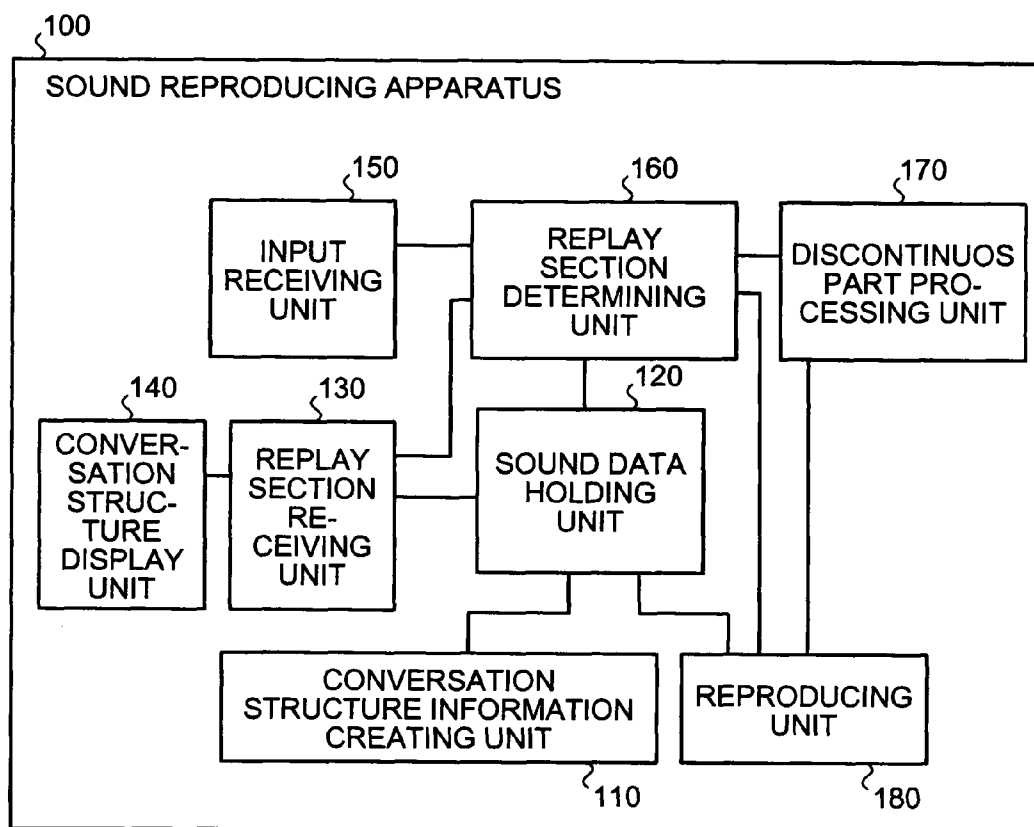 100
SOUND REPRODUCING APPARATUS
150
INPUT
RECEIVING
UNIT
160
REPLAY
SECTION
DETERMINING
UNIT
170
DISCONTINUOS
PART PRO-
CESSING UNIT
140
CONVER-
SATION
STRUC-
TURE
DISPLAY
UNIT
130
REPLAY
SECTION
RE-
CEIVING
UNIT
120
SOUND DATA
HOLDING
UNIT
CONVERSATION
STRUCTURE INFORMATION
CREATING UNIT
110
REPRODUCING
UNIT
180